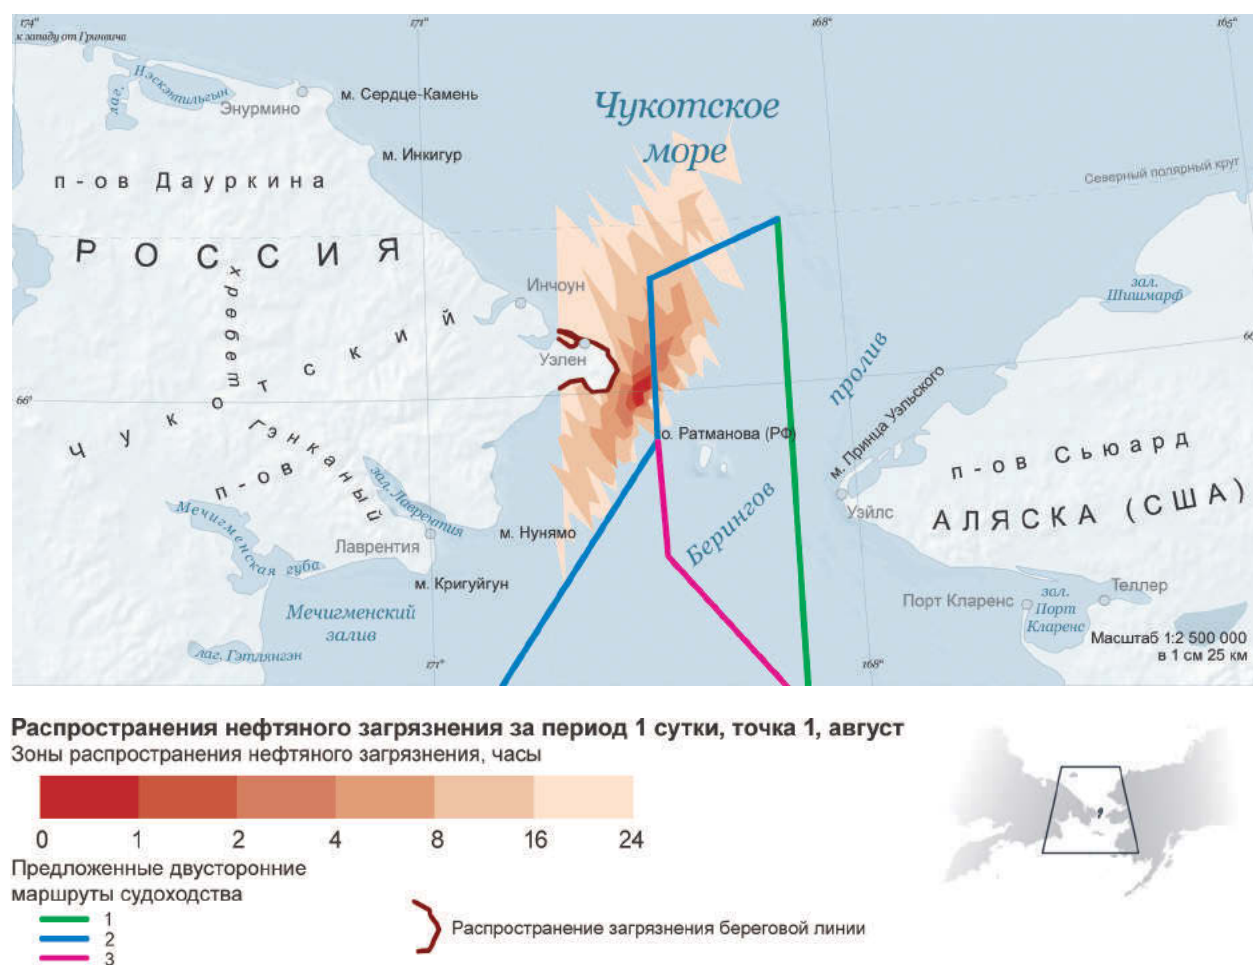 174°
171°
168°
165°
к западу от Гринвича
лаг. Нэскэнпильгын
Энурмино
м. Сердце-Камень
Чукотское
море
м. Инкигур
Северный полярный круг
п-ов Дауркина
РОССИЯ
Инчоун
зал.
Шишмарф
Уэлен
66°
66°
Чукотский
хребет
Гэнканый
п-ов
пролив
м. Принца Уэльского
о. Ратманова (РФ)
п-ов Сьюард
АЛЯСКА (США)
зал. Лаврентия
Мечигменская губа
м. Нунямо
Берингов
Уэйлс
Лаврентия
м. Кригуйгун
Теллер
Порт Кларенс
зал.
Порт
Кларенс
Мечигменский
залив
лаг. Гэтлянгэн
171°
168°
Масштаб 1:2 500 000
в 1 см 25 км
Распространения нефтяного загрязнения за период 1 сутки, точка 1, август
Зоны распространения нефтяного загрязнения, часы
0 1 2 4 8 16 24
Предложенные двусторонние
маршруты судоходства
1
2
3
Распространение загрязнения береговой линии